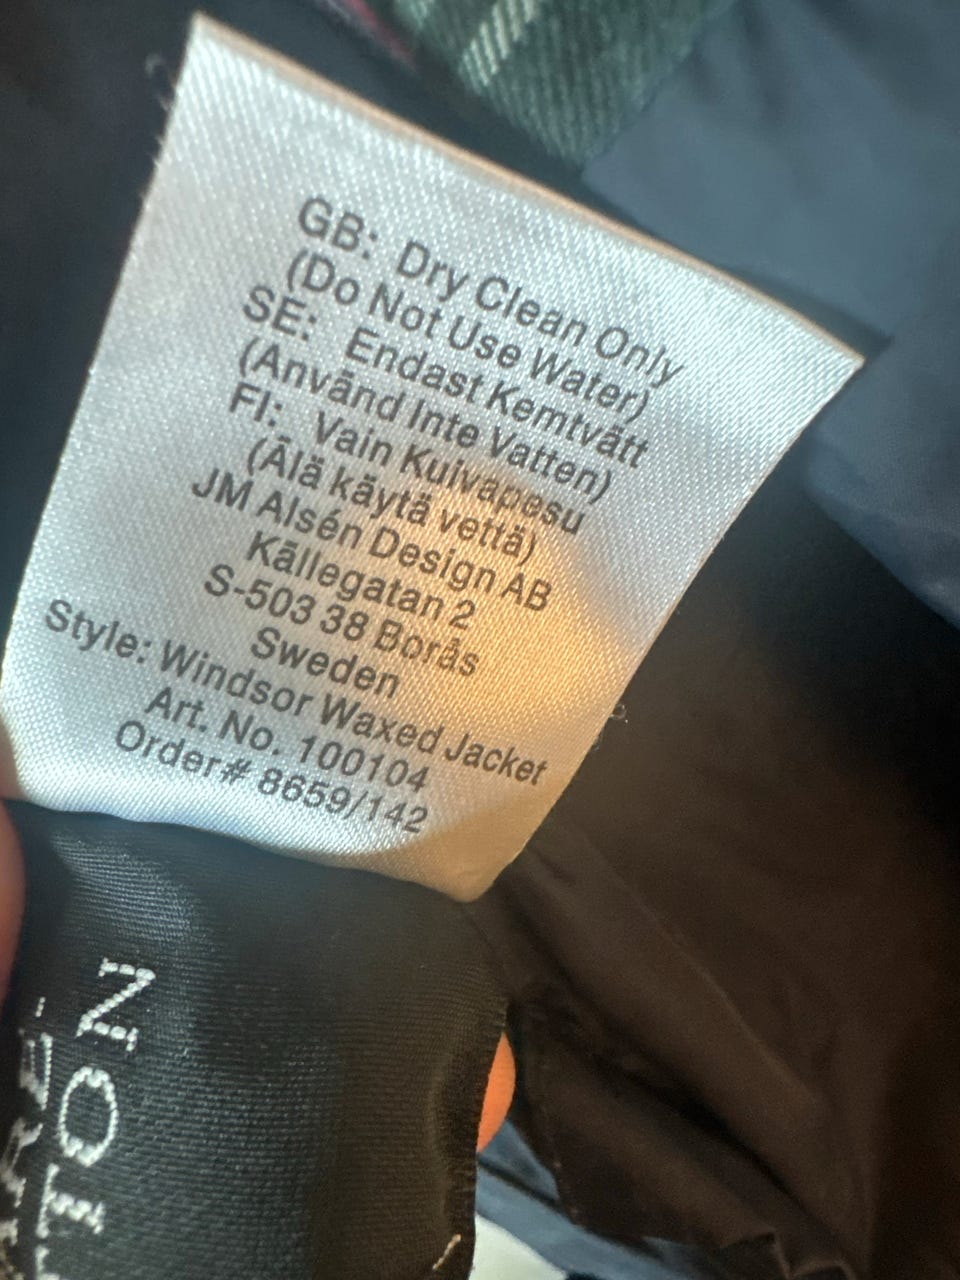 GB: Dry Clean Only
(Do Not Use Water)
SE: Endast Kemtvätt
(Använd Inte Vatten)
FI: Vain Kuivapesu
(Älä käytä vettä)
JM Alsén Design AB
Källegatan 2
S-503 38 Borås
Sweden
Style: Windsor Waxed Jacket
Art. No. 100104
Order# 8659/142